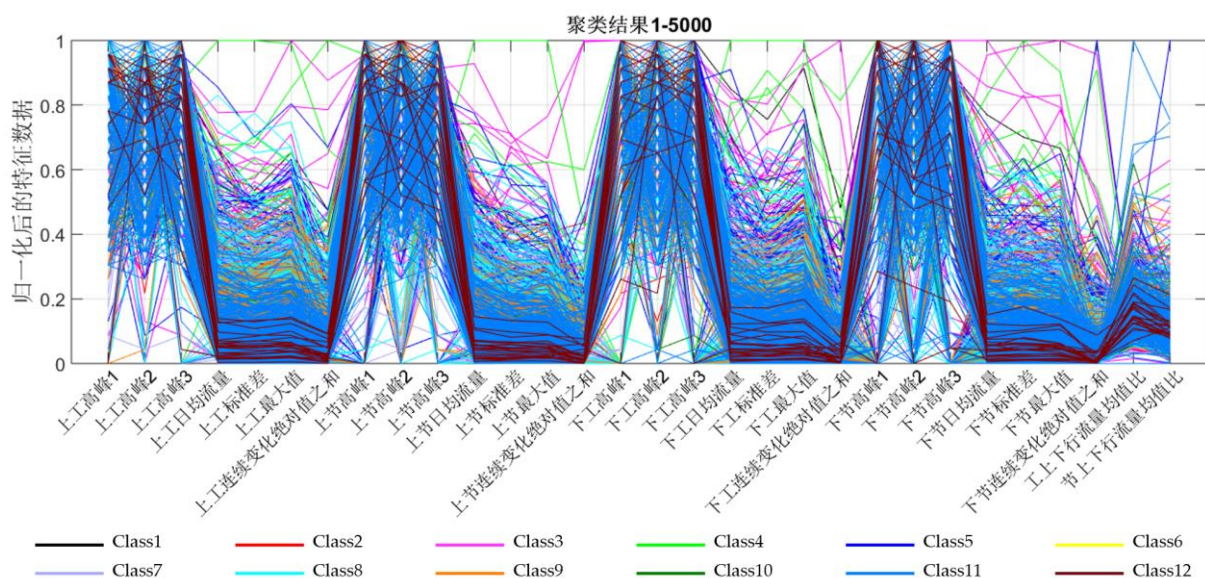 聚类结果1-5000
归一化后的特征数据
1
0.8
0.6
0.4
0.2
0
上工高峰1
上工高峰2
上工高峰3
上工日均流量
上工标准差
上工最大值
上工连续变化绝对值之和
上节高峰1
上节高峰2
上节高峰3
上节日均流量
上节标准差
上节最大值
上节连续变化绝对值之和
下工高峰1
下工高峰2
下工高峰3
下工日均流量
下工标准差
下工最大值
下工连续变化绝对值之和
下节高峰1
下节高峰2
下节高峰3
下节日均流量
下节标准差
下节最大值
下节连续变化绝对值之和
工上下行流量均值比
节上下行流量均值比
Class1 Class2 Class3 Class4 Class5 Class6
Class7 Class8 Class9 Class10 Class11 Class12